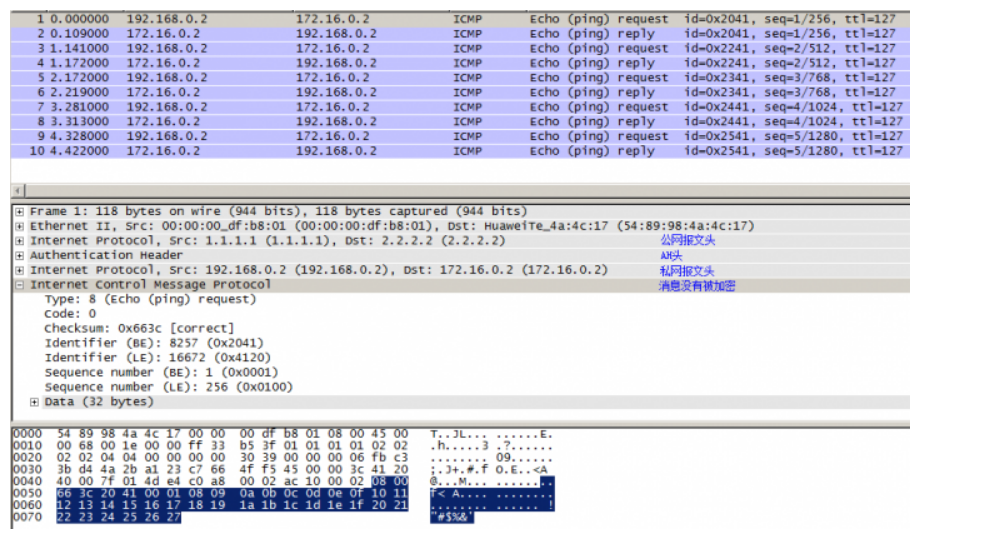 1 0.000000 192.168.0.2 172.16.0.2 ICMP Echo (ping) request id=0x2041, seq=1/256, ttl=127
2 0.109000 172.16.0.2 192.168.0.2 ICMP Echo (ping) reply id=0x2041, seq=1/256, ttl=127
3 1.141000 192.168.0.2 172.16.0.2 ICMP Echo (ping) request id=0x2241, seq=2/512, ttl=127
4 1.172000 172.16.0.2 192.168.0.2 ICMP Echo (ping) reply id=0x2241, seq=2/512, ttl=127
5 2.172000 192.168.0.2 172.16.0.2 ICMP Echo (ping) request id=0x2341, seq=3/768, ttl=127
6 2.219000 172.16.0.2 192.168.0.2 ICMP Echo (ping) reply id=0x2341, seq=3/768, ttl=127
7 3.281000 192.168.0.2 172.16.0.2 ICMP Echo (ping) request id=0x2441, seq=4/1024, ttl=127
8 3.313000 172.16.0.2 192.168.0.2 ICMP Echo (ping) reply id=0x2441, seq=4/1024, ttl=127
9 4.328000 192.168.0.2 172.16.0.2 ICMP Echo (ping) request id=0x2541, seq=5/1280, ttl=127
10 4.422000 172.16.0.2 192.168.0.2 ICMP Echo (ping) reply id=0x2541, seq=5/1280, ttl=127
Frame 1: 118 bytes on wire (944 bits), 118 bytes captured (944 bits)
Ethernet II, Src: 00:00:00_df:b8:01 (00:00:00:df:b8:01), Dst: HuaweiTe_4a:4c:17 (54:89:98:4a:4c:17)
Internet Protocol, Src: 1.1.1.1 (1.1.1.1), Dst: 2.2.2.2 (2.2.2.2) 公网报文头
Authentication Header AH头
Internet Protocol, Src: 192.168.0.2 (192.168.0.2), Dst: 172.16.0.2 (172.16.0.2) 私网报文头
Internet Control Message Protocol 消息没有被加密
Type: 8 (Echo (ping) request)
Code: 0
Checksum: 0x663c [correct]
Identifier (BE): 8257 (0x2041)
Identifier (LE): 16672 (0x4120)
Sequence number (BE): 1 (0x0001)
Sequence number (LE): 256 (0x0100)
Data (32 bytes)
0000 54 89 98 4a 4c 17 00 00 00 df b8 01 08 00 45 00 T..JL... ......E.
0010 00 68 00 1e 00 00 ff 33 b5 3f 01 01 01 01 02 02 .h.....3 .?......
0020 02 02 04 04 00 00 00 00 30 39 00 00 00 06 fb c3 ........ 09......
0030 3b d4 4a 2b a1 23 c7 66 4f f5 45 00 00 3c 41 20 ;.J+.#.f O.E..<A
0040 40 00 7f 01 4d e4 c0 a8 00 02 ac 10 00 02 08 00 @...M... ........
0050 66 3c 20 41 00 01 08 09 0a 0b 0c 0d 0e 0f 10 11 f< A.... ........
0060 12 13 14 15 16 17 18 19 1a 1b 1c 1d 1e 1f 20 21 ........ ...... !
0070 22 23 24 25 26 27 "#$%&'